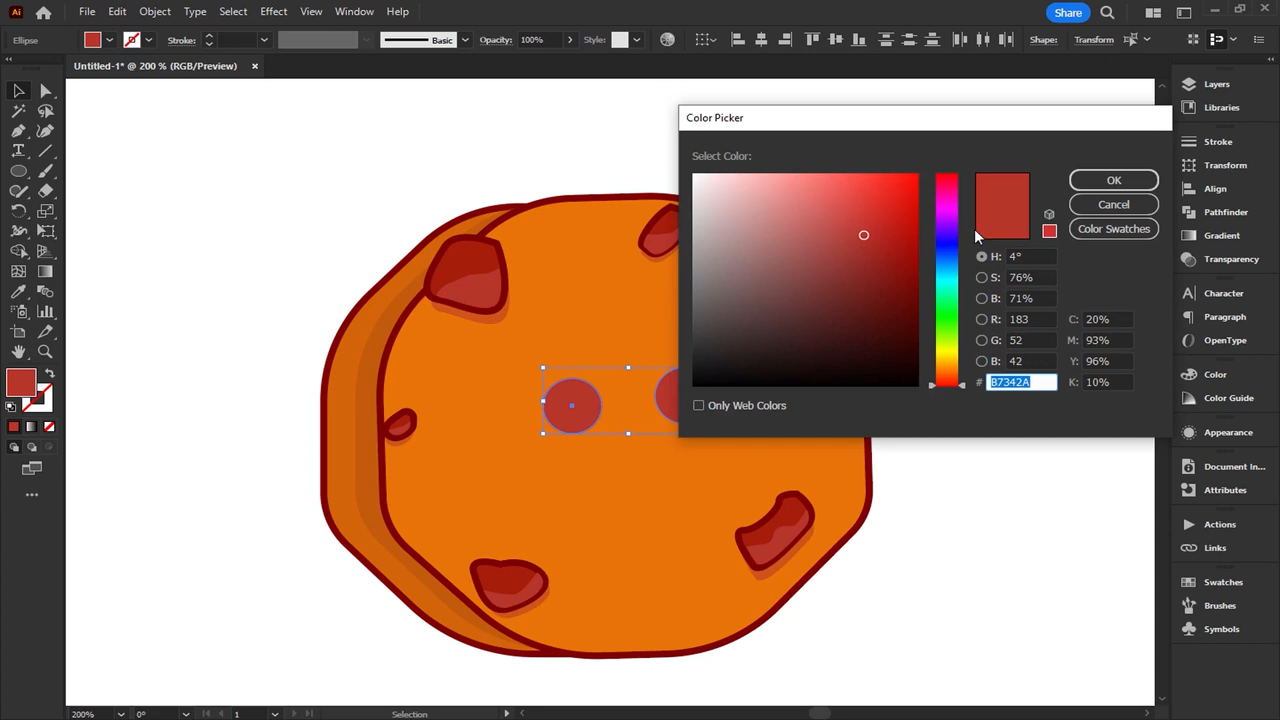 Ai File Edit Object Type Select Effect View Window Help Share
Ellipse Stroke: Basic Opacity: 100% Style: Shape: Transform
Untitled-1* @ 200 % (RGB/Preview)
Color Picker
Select Color:
OK
Cancel
Color Swatches
H: 4°
S: 76%
B: 71%
R: 183 C: 20%
G: 52 M: 93%
B: 42 Y: 96%
# B7342A K: 10%
Only Web Colors
Layers
Libraries
Stroke
Transform
Align
Pathfinder
Gradient
Transparency
Character
Paragraph
OpenType
Color
Color Guide
Appearance
Document In...
Attributes
Actions
Links
Swatches
Brushes
Symbols
200% 0° 1 Selection